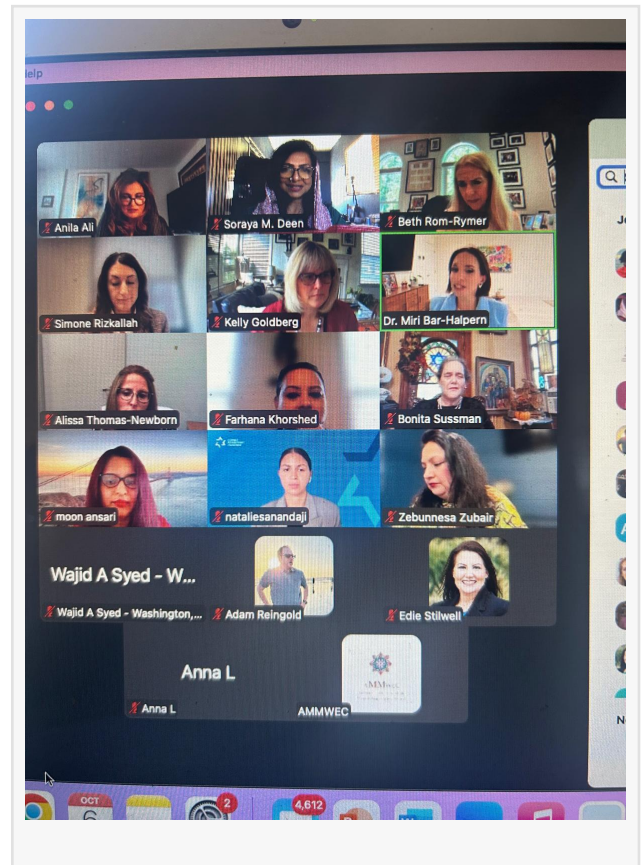 elp
Anila Ali
Soraya M. Deen
Beth Rom-Rymer
Simone Rizkallah
Kelly Goldberg
Dr. Miri Bar-Halpern
Alissa Thomas-Newborn
Farhana Khorshed
Bonita Sussman
moon ansari
nataliesanandaji
Zebunnesa Zubair
Wajid A Syed - W...
Wajid A Syed - Washington,...
Adam Reingold
Edie Stilwell
Anna L
Anna L
AMMWEC
OCT
6
2
4,612